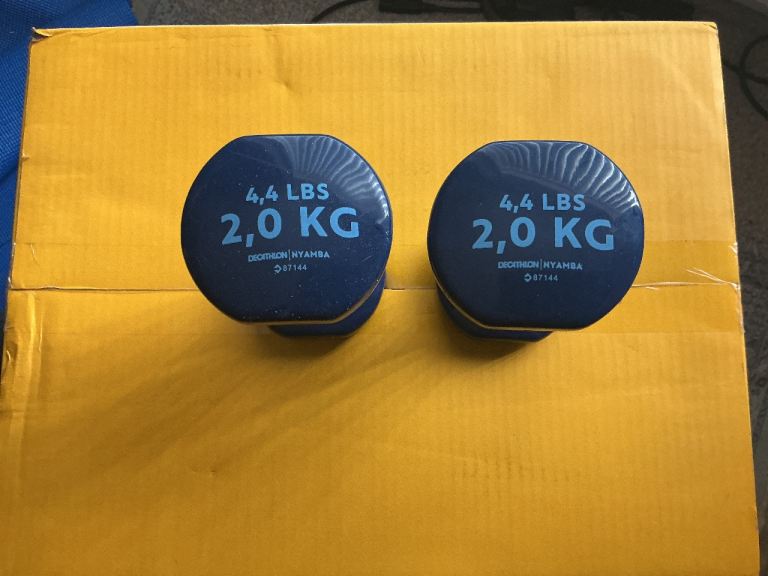 4,4 LBS
2,0 KG
DECATHLON | NYAMBA
87144
4,4 LBS
2,0 KG
DECATHLON | NYAMBA
87144